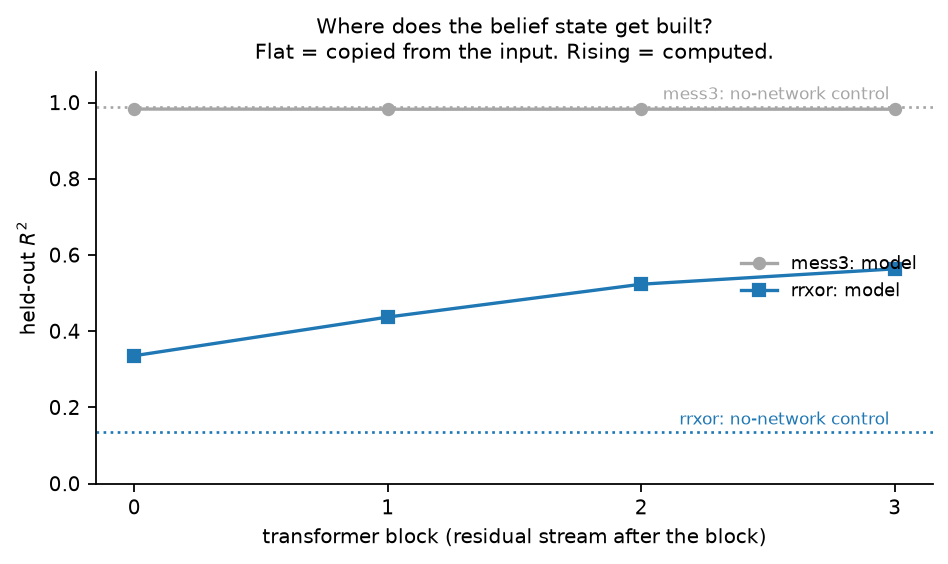 Where does the belief state get built?
Flat = copied from the input. Rising = computed.
mess3: no-network control
1.0
0.8
0.6
0.4
0.2
0.0
held-out R²
mess3: model
rrxor: model
rrxor: no-network control
0 1 2 3
transformer block (residual stream after the block)